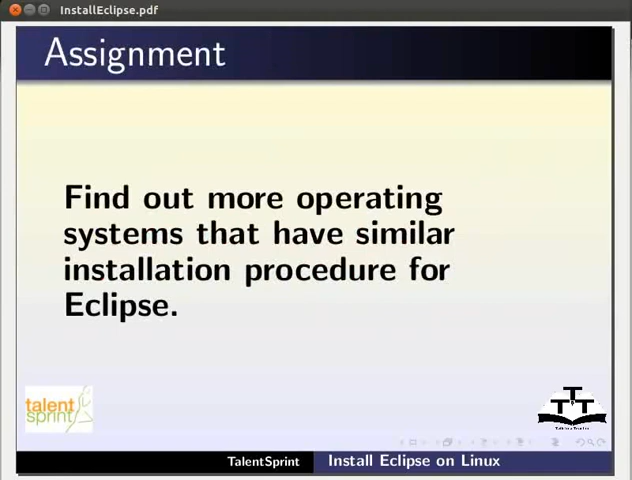 InstallEclipse.pdf
Assignment
Find out more operating
systems that have similar
installation procedure for
Eclipse.
talent
sprint
TTT
TalentSprint
Install Eclipse on Linux